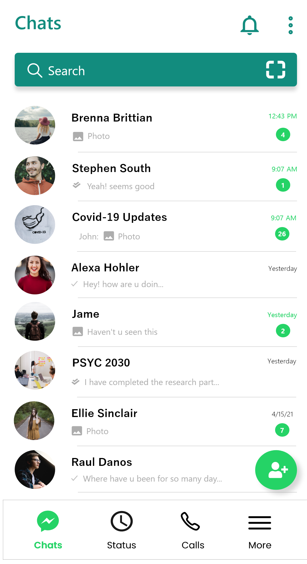 Chats
Search
Brenna Brittian
12:43 PM
Photo
4
Stephen South
9:07 AM
Yeah! seems good
1
Covid-19 Updates
9:07 AM
John: Photo
26
Alexa Hohler
Yesterday
Hey! how are u doin...
Jame
Yesterday
Haven't u seen this
2
PSYC 2030
Yesterday
I have completed the research part...
Ellie Sinclair
4/15/21
Photo
7
Raul Danos
Where have u been for so many day...
Chats
Status
Calls
More